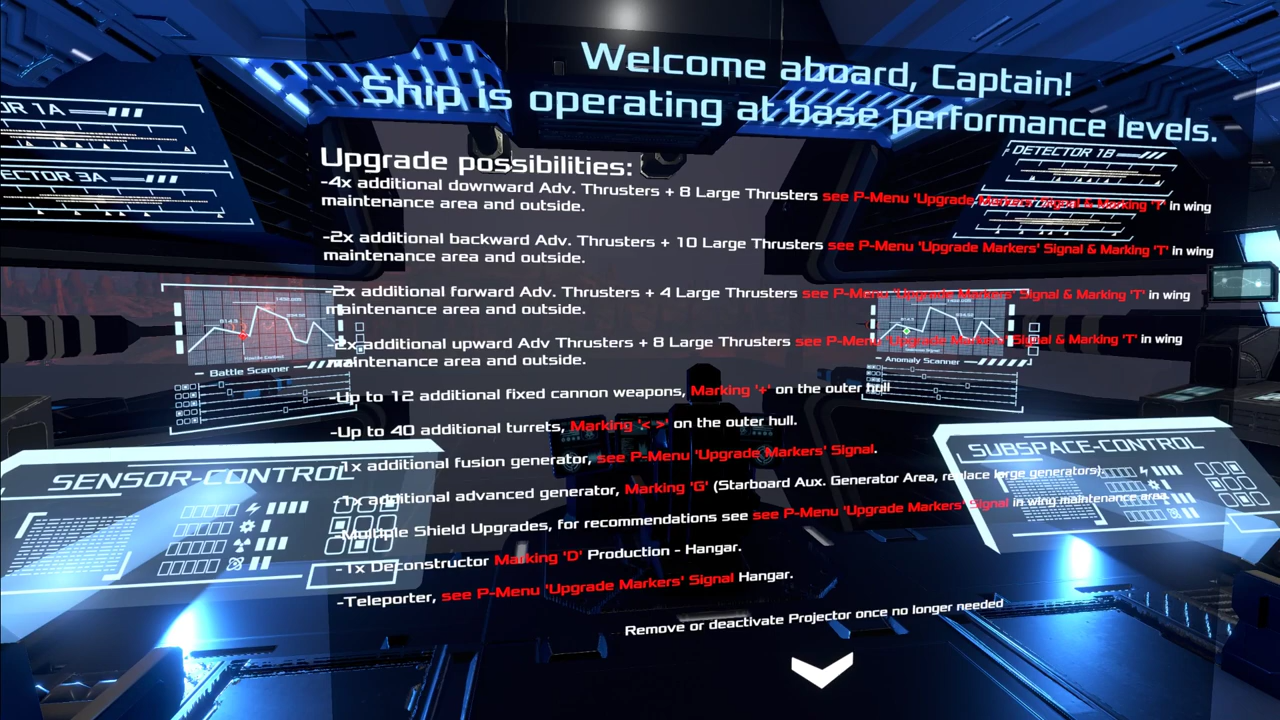 Welcome aboard, Captain!
Ship is operating at base performance levels.
Upgrade possibilities:
-4x additional downward Adv. Thrusters + 8 Large Thrusters see P-Menu 'Upgrade Markers' Signal & Marking 'T' in wing
maintenance area and outside.
-2x additional backward Adv. Thrusters + 10 Large Thrusters see P-Menu 'Upgrade Markers' Signal & Marking 'T' in wing
maintenance area and outside.
-2x additional forward Adv. Thrusters + 4 Large Thrusters see P-Menu 'Upgrade Markers' Signal & Marking 'T' in wing
maintenance area and outside.
-2x additional upward Adv Thrusters + 8 Large Thrusters see P-Menu 'Upgrade Markers' Signal & Marking 'T' in wing
maintenance area and outside.
-Up to 12 additional fixed cannon weapons, Marking '+' on the outer hull
-Up to 40 additional turrets, Marking '< >' on the outer hull.
-1x additional fusion generator, see P-Menu 'Upgrade Markers' Signal.
-1x additional advanced generator, Marking 'G' (Starboard Aux. Generator Area, replace large generators).
-Multiple Shield Upgrades, for recommendations see see P-Menu 'Upgrade Markers' Signal in wing maintenance area.
-1x Deconstructor Marking 'D' Production - Hangar.
-Teleporter, see P-Menu 'Upgrade Markers' Signal Hangar.
Remove or deactivate Projector once no longer needed
OR 1A
ECTOR 3A
DETECTOR 1B
Battle Scanner
Anomaly Scanner
SENSOR-CONTROL
SUBSPACE-CONTROL